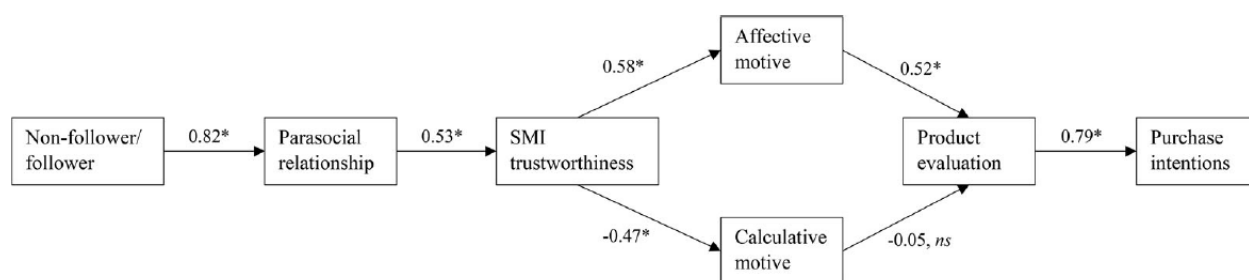 Affective
motive
0.58*
0.52*
Non-follower/
follower
0.82*
Parasocial
relationship
0.53*
SMI
trustworthiness
Product
evaluation
0.79*
Purchase
intentions
-0.47*
Calculative
motive
-0.05, ns